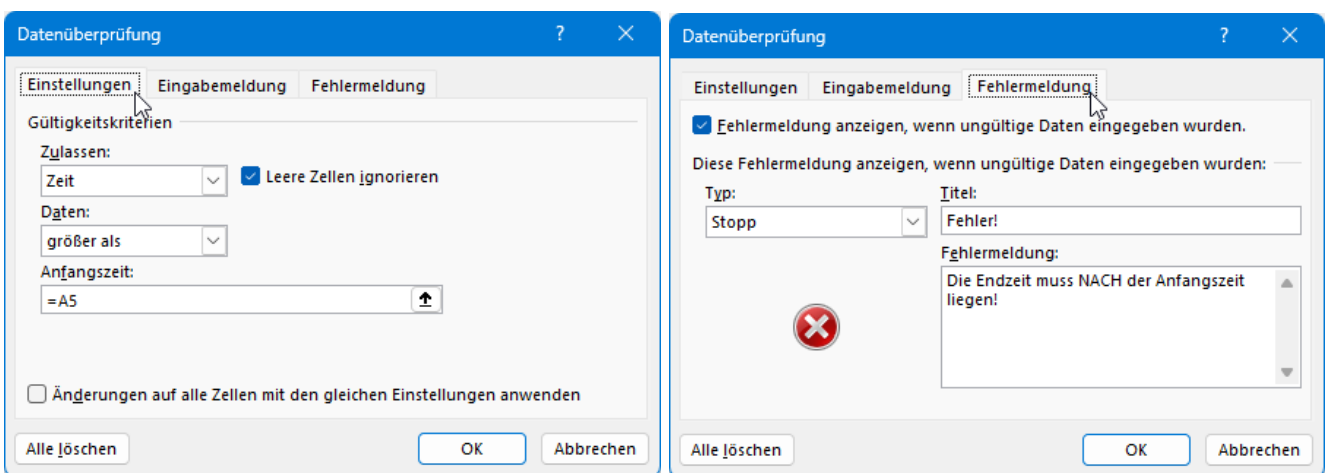 Datenüberprüfung ?
Einstellungen Eingabemeldung Fehlermeldung
Gültigkeitskriterien
Zulassen:
Zeit
Leere Zellen ignorieren
Daten:
größer als
Anfangszeit:
=A5
Änderungen auf alle Zellen mit den gleichen Einstellungen anwenden
Alle löschen OK Abbrechen
Datenüberprüfung ?
Einstellungen Eingabemeldung Fehlermeldung
Fehlermeldung anzeigen, wenn ungültige Daten eingegeben wurden.
Diese Fehlermeldung anzeigen, wenn ungültige Daten eingegeben wurden:
Typ:
Stopp
Titel:
Fehler!
Fehlermeldung:
Die Endzeit muss NACH der Anfangszeit
liegen!
Alle löschen OK Abbrechen